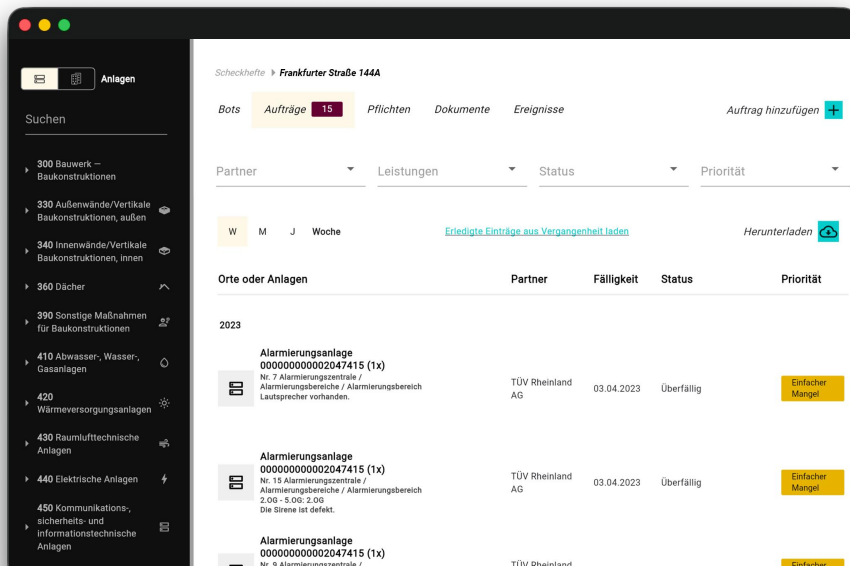 Anlagen
Suchen
300 Bauwerk —
Baukonstruktionen
330 Außenwände/Vertikale
Baukonstruktionen, außen
340 Innenwände/Vertikale
Baukonstruktionen, innen
360 Dächer
390 Sonstige Maßnahmen
für Baukonstruktionen
410 Abwasser-, Wasser-,
Gasanlagen
420
Wärmeversorgungsanlagen
430 Raumlufttechnische
Anlagen
440 Elektrische Anlagen
450 Kommunikations-,
sicherheits- und
informationstechnische
Anlagen
Scheckhefte Frankfurter Straße 144A
Bots Aufträge 15 Pflichten Dokumente Ereignisse Auftrag hinzufügen
Partner Leistungen Status Priorität
W M J Woche Erledigte Einträge aus Vergangenheit laden Herunterladen
Orte oder Anlagen Partner Fälligkeit Status Priorität
2023
Alarmierungsanlage
000000000002047415 (1x)
Nr. 7 Alarmierungszentrale /
Alarmierungsbereiche / Alarmierungsbereich
Lautsprecher vorhanden.
TÜV Rheinland
AG
03.04.2023
Überfällig
Einfacher
Mangel
Alarmierungsanlage
000000000002047415 (1x)
Nr. 15 Alarmierungszentrale /
Alarmierungsbereiche / Alarmierungsbereich
2.OG - 5.OG: 2.OG
Die Sirene ist defekt.
TÜV Rheinland
AG
03.04.2023
Überfällig
Einfacher
Mangel
Alarmierungsanlage
000000000002047415 (1x)
Nr. 9 Alarmierungszentrale /
TÜV Rheinland
Einfacher